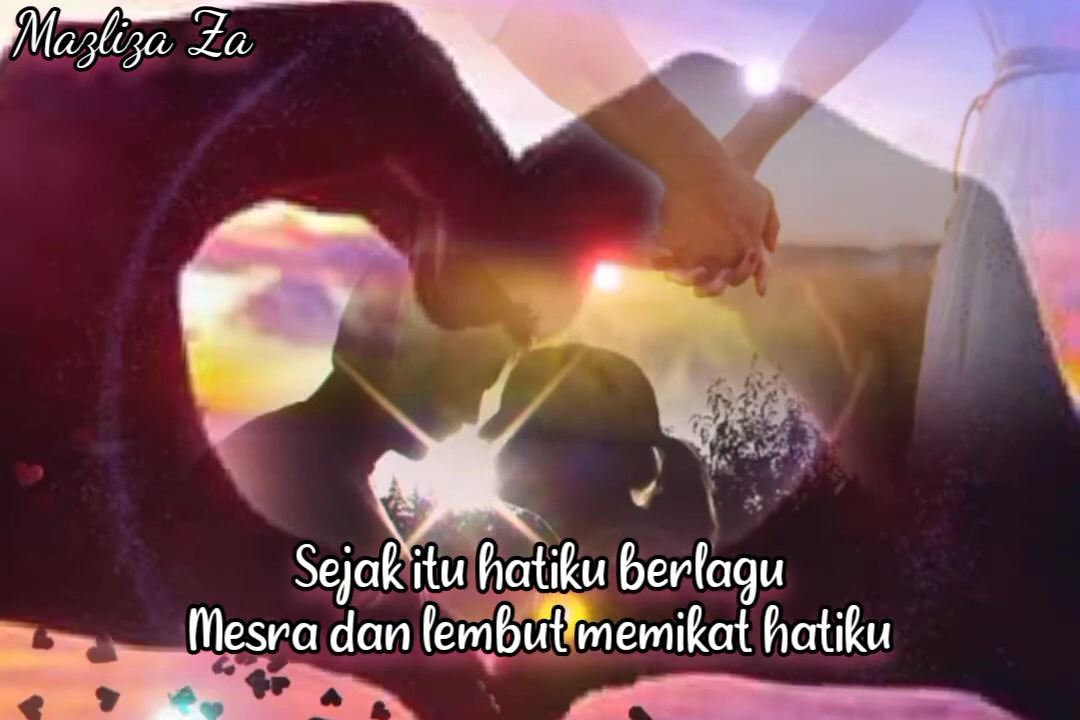 Mazliza Za
Sejak itu hatiku berlagu
Mesra dan lembut memikat hatiku